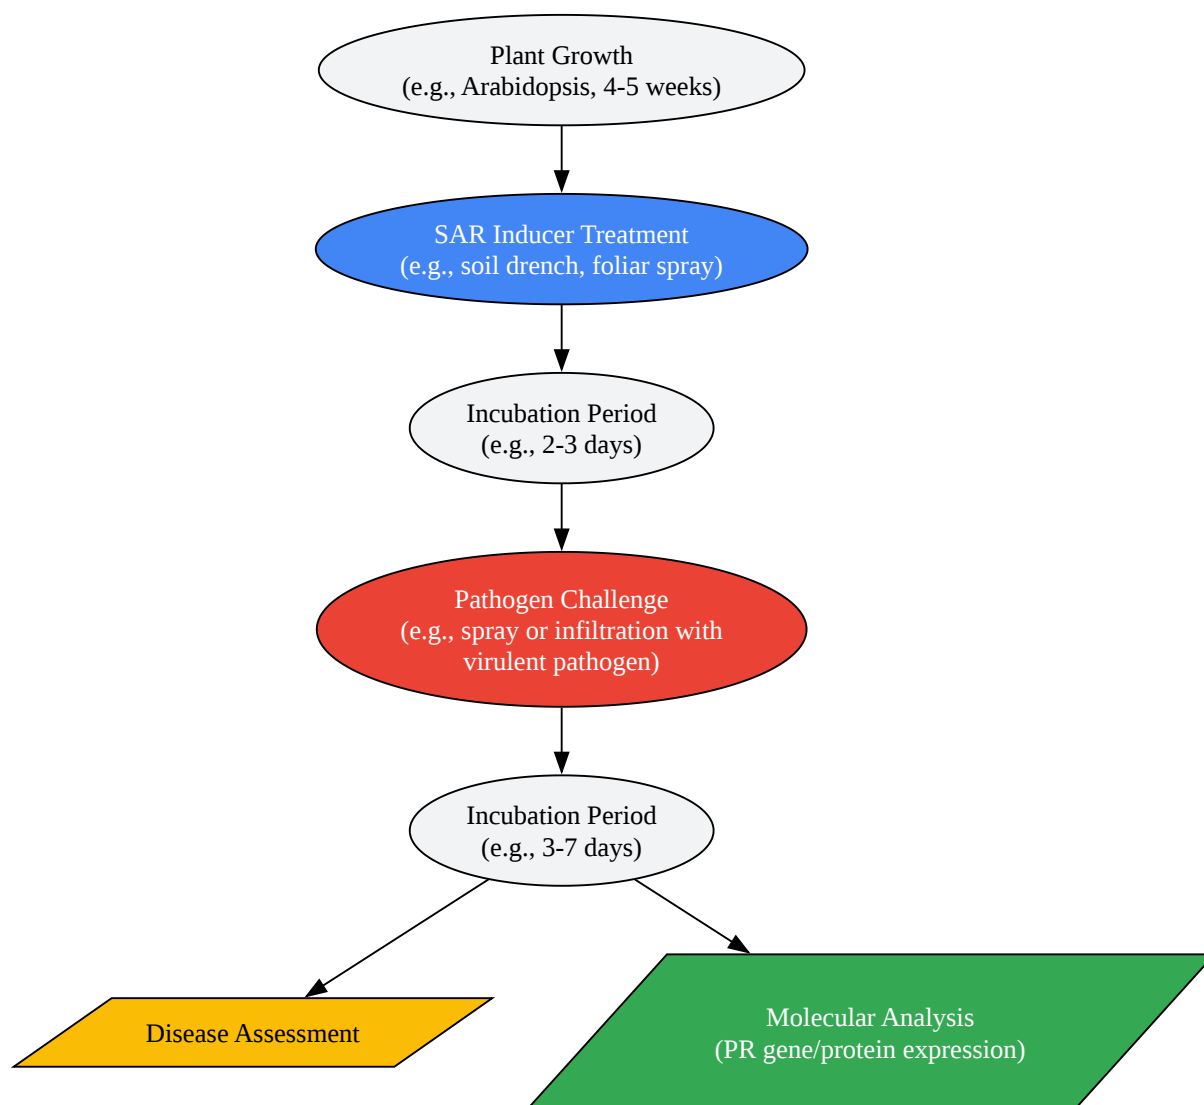 Plant Growth
(e.g., Arabidopsis, 4-5 weeks)
SAR Inducer Treatment
(e.g., soil drench, foliar spray)
Incubation Period
(e.g., 2-3 days)
Pathogen Challenge
(e.g., spray or infiltration with
virulent pathogen)
Incubation Period
(e.g., 3-7 days)
Disease Assessment
Molecular Analysis
(PR gene/protein expression)